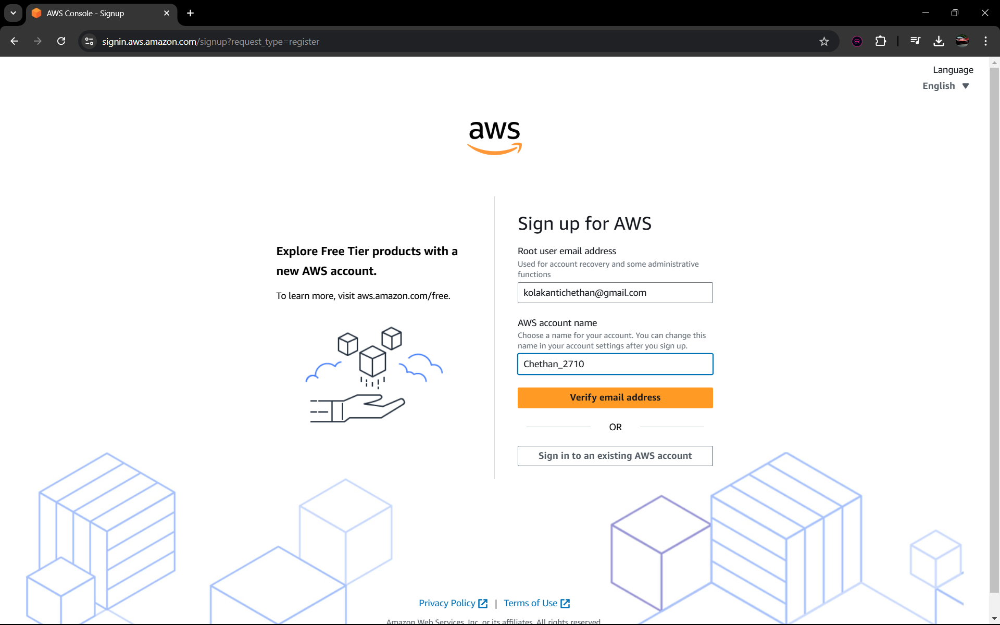 AWS Console - Signup
signin.aws.amazon.com/signup?request_type=register
Language
English
aws
Explore Free Tier products with a
new AWS account.
To learn more, visit aws.amazon.com/free.
Sign up for AWS
Root user email address
Used for account recovery and some administrative
functions
kolakantichethan@gmail.com
AWS account name
Choose a name for your account. You can change this
name in your account settings after you sign up.
Chethan_2710
Verify email address
OR
Sign in to an existing AWS account
Privacy Policy | Terms of Use
Amazon Web Services, Inc. or its affiliates. All rights reserved